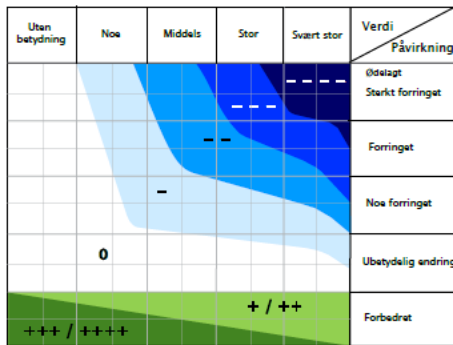 Uten betydning
Noe
Middels
Stor
Svært stor
Verdi
Påvirkning
Ødelagt
Sterkt forringet
Forringet
Noe forringet
Ubetydelig endring
Forbedret
- - - -
- - -
- -
-
0
+ / ++
+++ / ++++